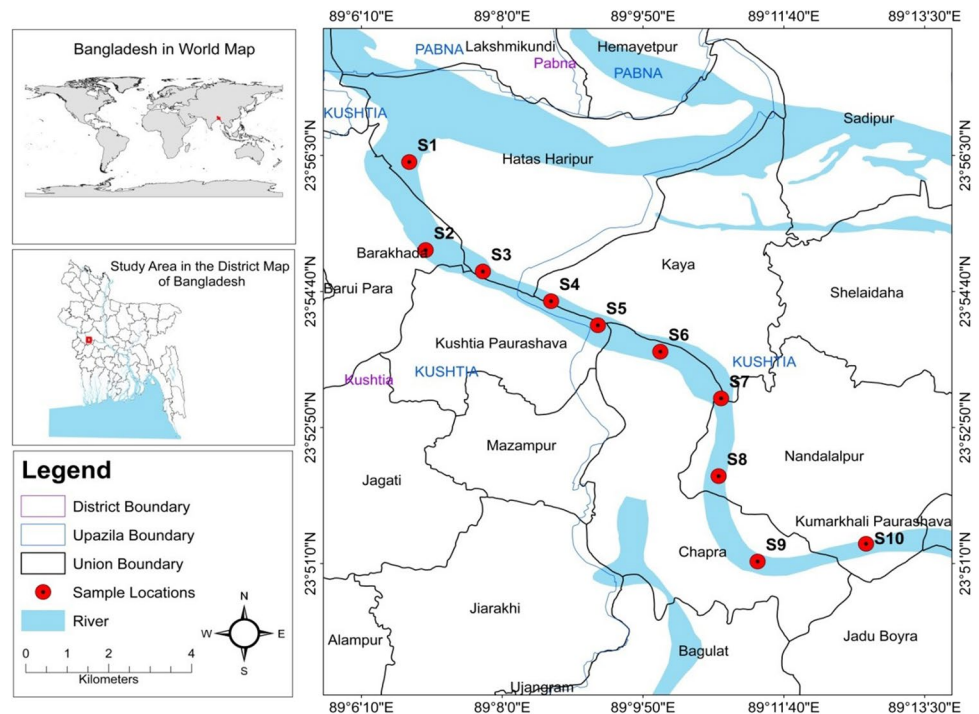 Bangladesh in World Map
Study Area in the District Map
of Bangladesh
Legend
District Boundary
Upazila Boundary
Union Boundary
Sample Locations
River
N
W
E
S
0 1 2 4
Kilometers
89°6'10"E 89°8'0"E 89°9'50"E 89°11'40"E 89°13'30"E
PABNA
Lakshmikundi
Hemayetpur
Pabna
PABNA
KUSHTIA
Sadipur
S1
Hatas Haripur
S2
Barakhada
S3
Kaya
Barui Para
S4
Shelaidaha
S5
Kushtia Paurashava
S6
KUSHTIA
KUSHTIA
Kushtia
S7
Mazampur
Nandalalpur
S8
Jagati
Kumarkhali Paurashava
S10
S9
Chapra
Jiarakhi
Alampur
Jadu Boyra
Bagulat
Ujangram
23°56'30"N
23°54'40"N
23°52'50"N
23°51'0"N
23°56'30"N
23°54'40"N
23°52'50"N
23°51'0"N
89°6'10"E 89°8'0"E 89°9'50"E 89°11'40"E 89°13'30"E